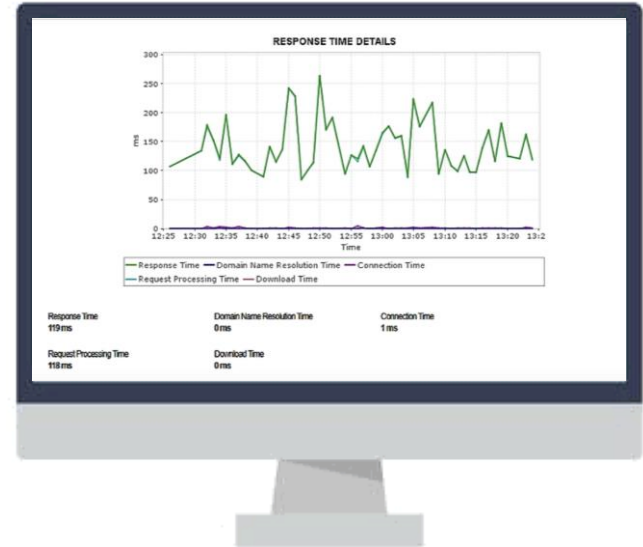 RESPONSE TIME DETAILS
300
250
200
150
100
50
0
ms
12:25 12:30 12:35 12:40 12:45 12:50 12:55 13:00 13:05 13:10 13:15 13:20 13:2
Time
Response Time Domain Name Resolution Time Connection Time
Request Processing Time Download Time
Response Time Domain Name Resolution Time Connection Time
119 ms 0 ms 1 ms
Request Processing Time Download Time
118 ms 0 ms